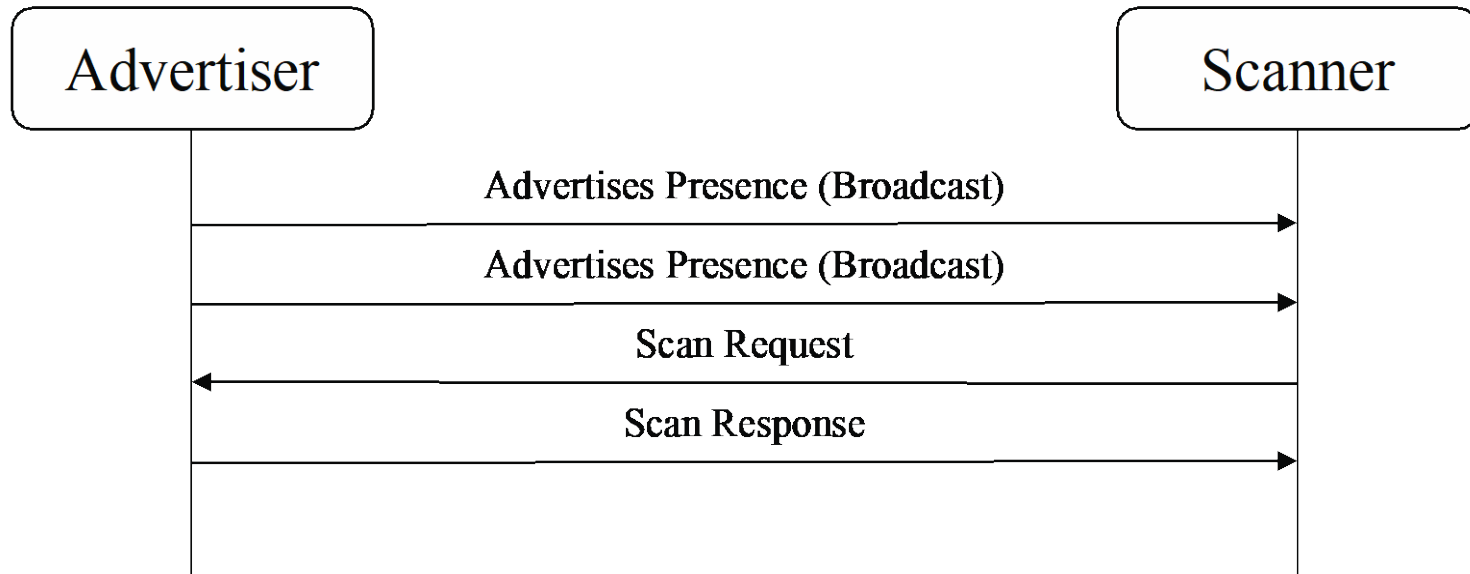 Advertiser
Scanner
Advertises Presence (Broadcast)
Advertises Presence (Broadcast)
Scan Request
Scan Response